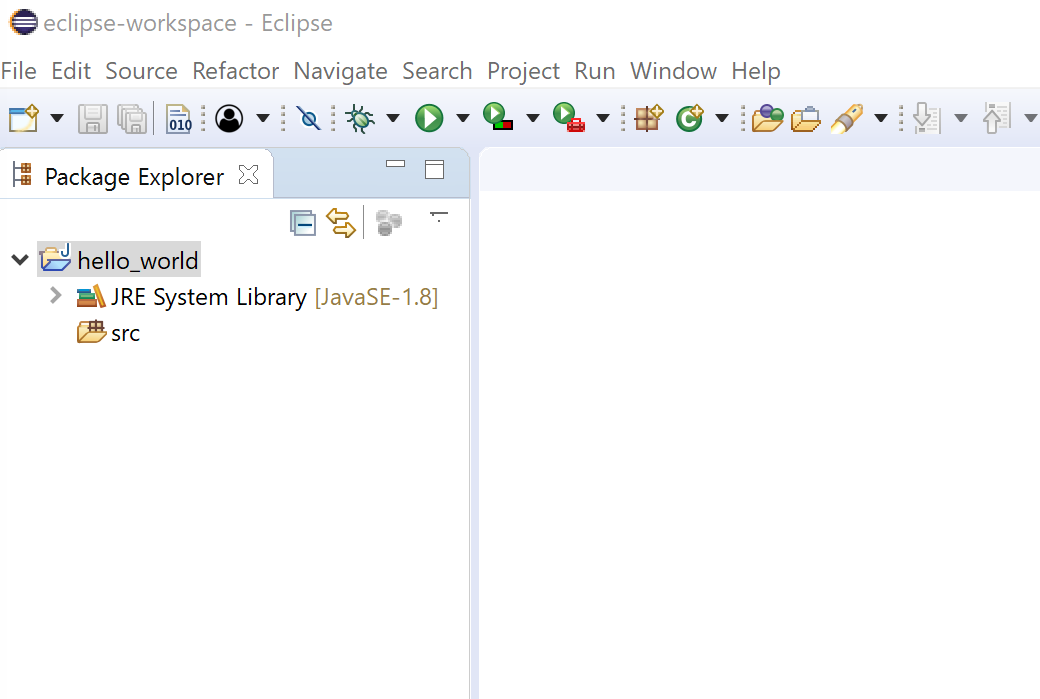 eclipse-workspace - Eclipse
File Edit Source Refactor Navigate Search Project Run Window Help
010
Package Explorer
hello_world
JRE System Library [JavaSE-1.8]
src